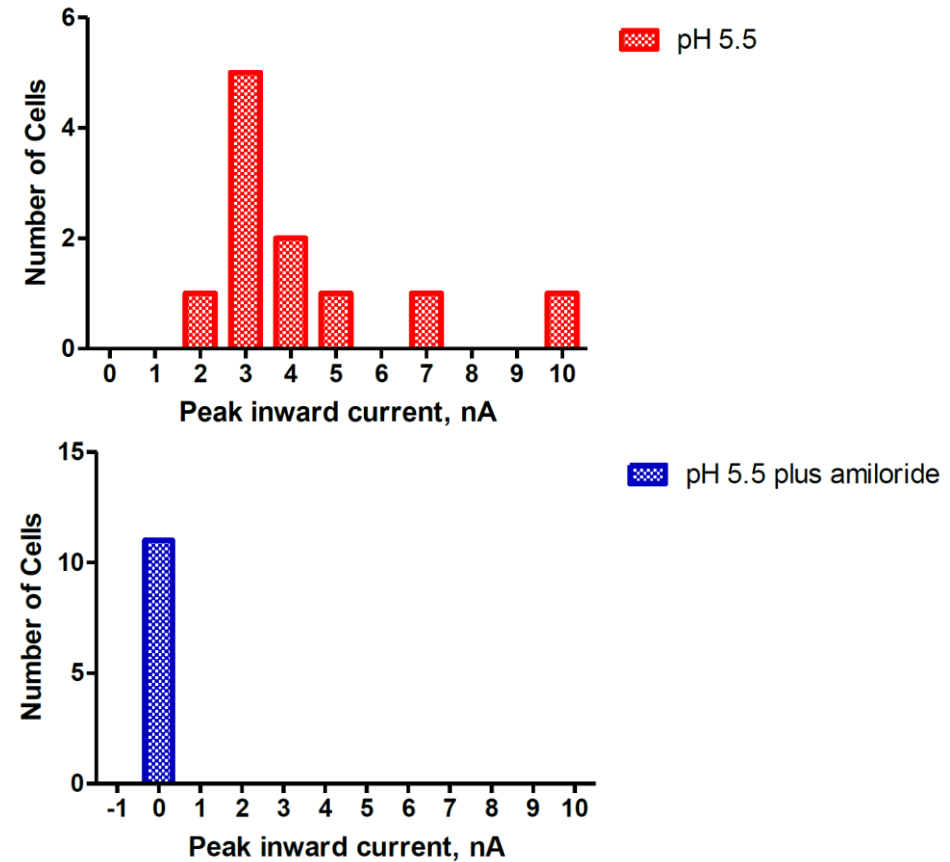 6
4
2
0
Number of Cells
0 1 2 3 4 5 6 7 8 9 10
Peak inward current, nA
pH 5.5
15
10
5
0
Number of Cells
-1 0 1 2 3 4 5 6 7 8 9 10
Peak inward current, nA
pH 5.5 plus amiloride